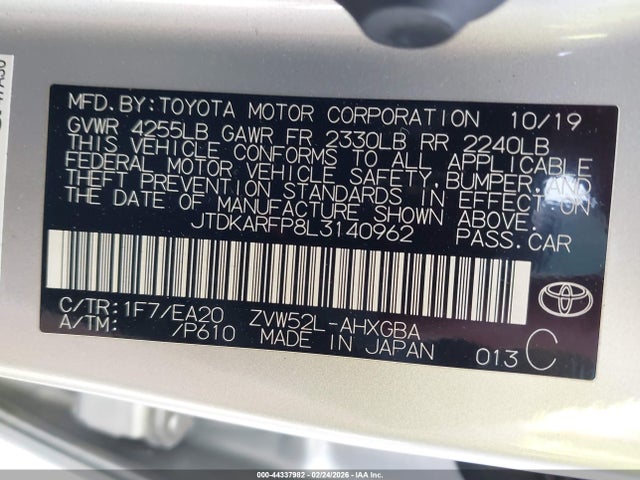 MFD.BY:TOYOTA MOTOR CORPORATION 10/19
GVWR 4255LB GAWR FR 2330LB RR 2240LB
THIS VEHICLE CONFORMS TO ALL APPLICABLE
FEDERAL MOTOR VEHICLE SAFETY,BUMPER,AND
THEFT PREVENTION STANDARDS IN EFFECT ON
THE DATE OF MANUFACTURE SHOWN ABOVE.
JTDKARFP8L3140962 PASS.CAR
C/TR:1F7/EA20 ZVW52L-AHXGBA
A/TM: /P610 MADE IN JAPAN 013 C
000-44337982 - 02/24/2026 - IAAI.COM